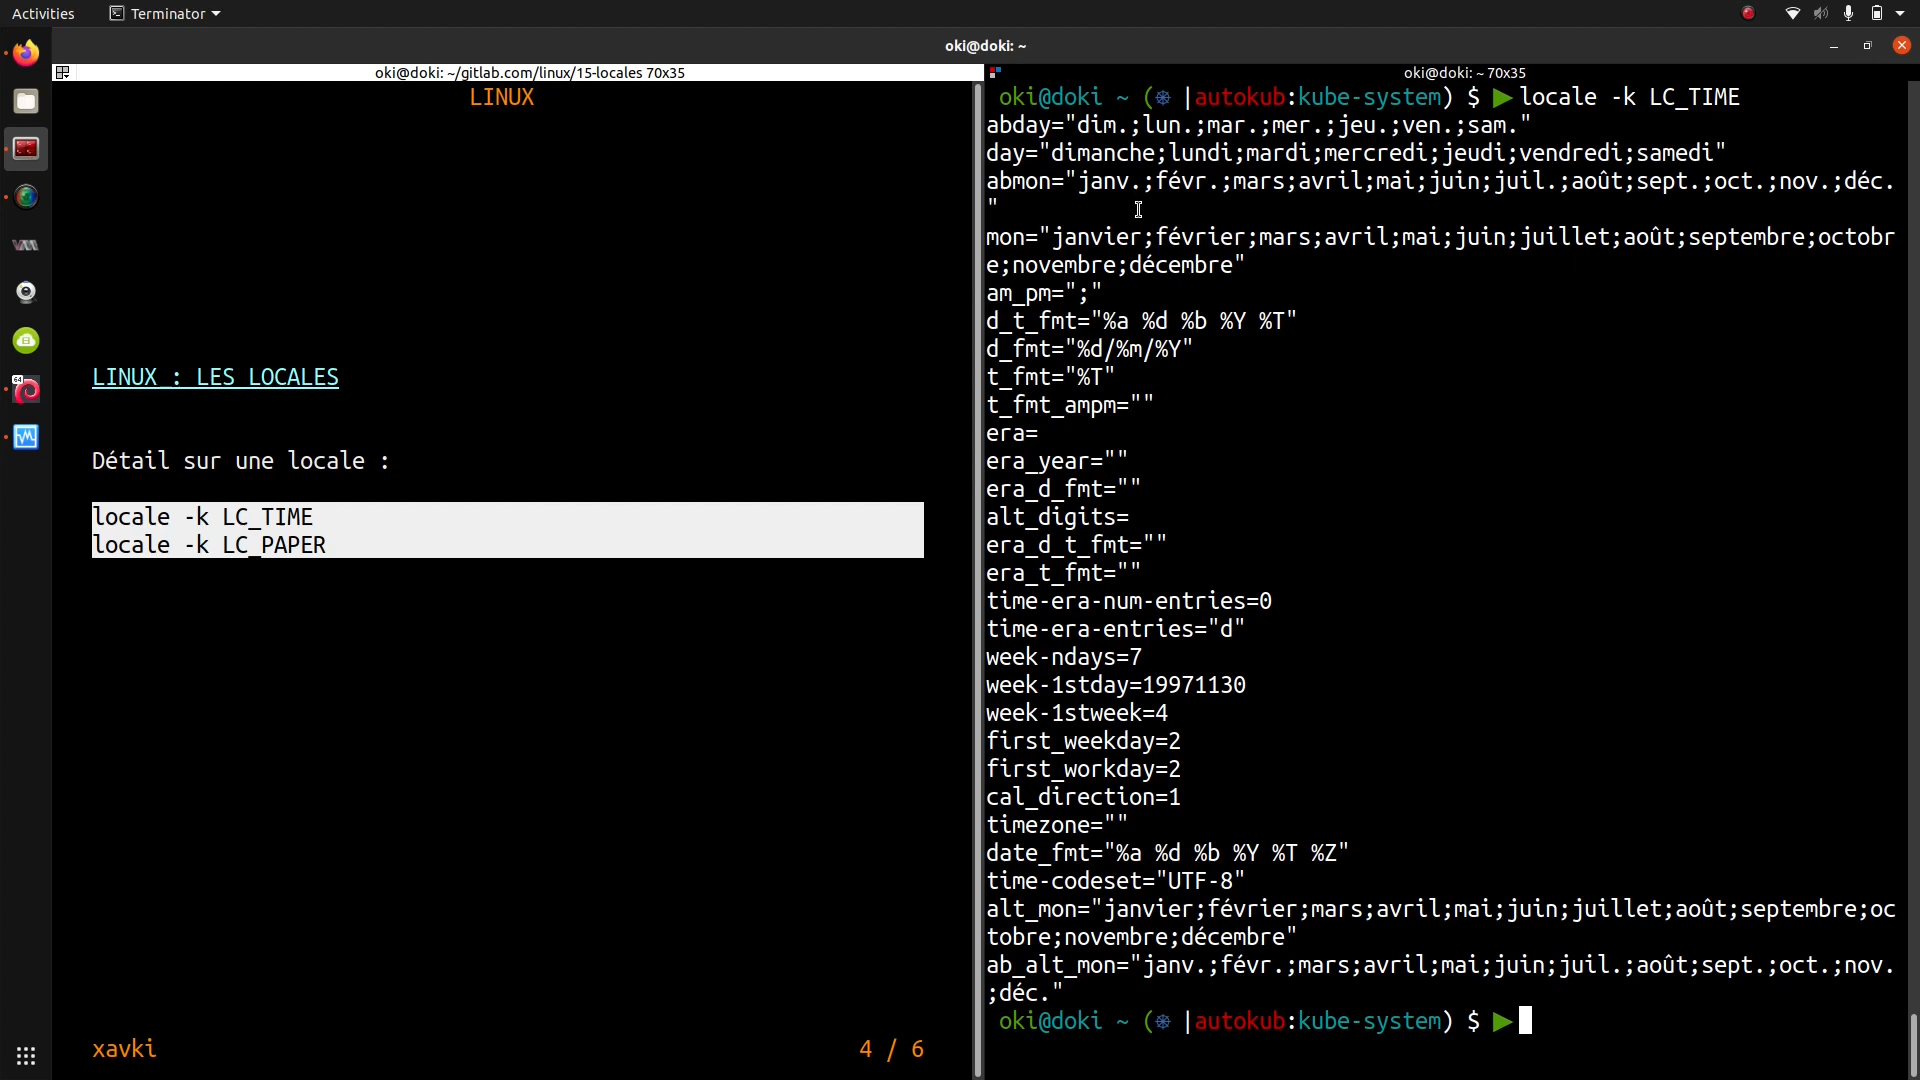 Activities
Terminator
oki@doki: ~
oki@doki: ~/gitlab.com/linux/15-locales 70x35
LINUX
LINUX : LES LOCALES
Détail sur une locale :
locale -k LC_TIME
locale -k LC_PAPER
xavki
4 / 6
oki@doki: ~ 70x35
oki@doki ~ (⎈ |autokub:kube-system) $ ▶locale -k LC_TIME
abday="dim.;lun.;mar.;mer.;jeu.;ven.;sam."
day="dimanche;lundi;mardi;mercredi;jeudi;vendredi;samedi"
abmon="janv.;févr.;mars;avril;mai;juin;juil.;août;sept.;oct.;nov.;déc.
"
mon="janvier;février;mars;avril;mai;juin;juillet;août;septembre;octobr
e;novembre;décembre"
am_pm=";"
d_t_fmt="%a %d %b %Y %T"
d_fmt="%d/%m/%Y"
t_fmt="%T"
t_fmt_ampm=""
era=
era_year=""
era_d_fmt=""
alt_digits=
era_d_t_fmt=""
era_t_fmt=""
time-era-num-entries=0
time-era-entries="d"
week-ndays=7
week-1stday=19971130
week-1stweek=4
first_weekday=2
first_workday=2
cal_direction=1
timezone=""
date_fmt="%a %d %b %Y %T %Z"
time-codeset="UTF-8"
alt_mon="janvier;février;mars;avril;mai;juin;juillet;août;septembre;oc
tobre;novembre;décembre"
ab_alt_mon="janv.;févr.;mars;avril;mai;juin;juil.;août;sept.;oct.;nov.
;déc."
oki@doki ~ (⎈ |autokub:kube-system) $ ▶